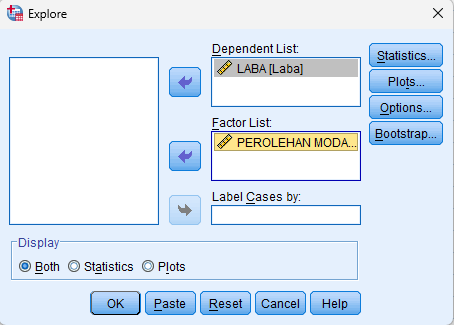 Explore
Dependent List:
LABA [Laba]
Statistics...
Plots...
Options...
Bootstrap...
Factor List:
PEROLEHAN MODA...
Label Cases by:
Display
Both Statistics Plots
OK Paste Reset Cancel Help